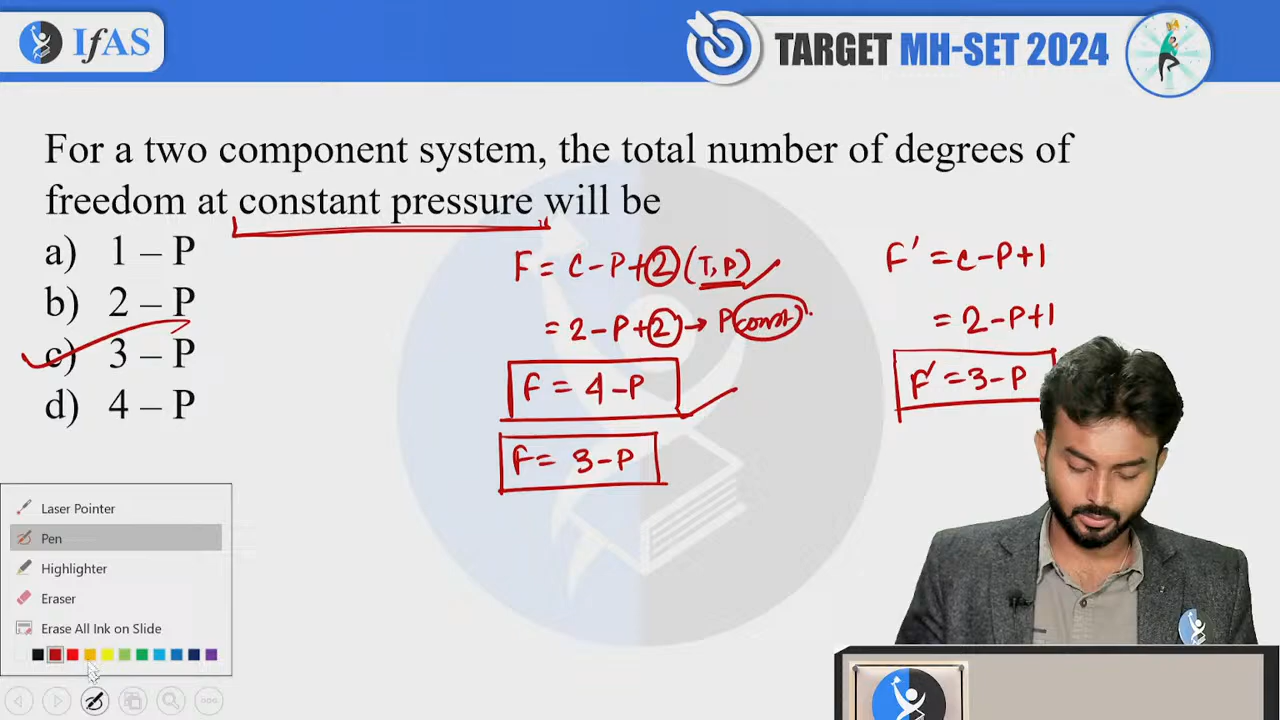 IfAS
TARGET MH-SET 2024
For a two component system, the total number of degrees of
freedom at constant pressure will be
a) 1 – P
b) 2 – P
c) 3 – P
d) 4 – P
F = C-P+2 (T,P)
= 2-P+2 → P(const)
F = 4-P
F = 3-P
F' = C-P+1
= 2-P+1
F' = 3-P
Laser Pointer
Pen
Highlighter
Eraser
Erase All Ink on Slide